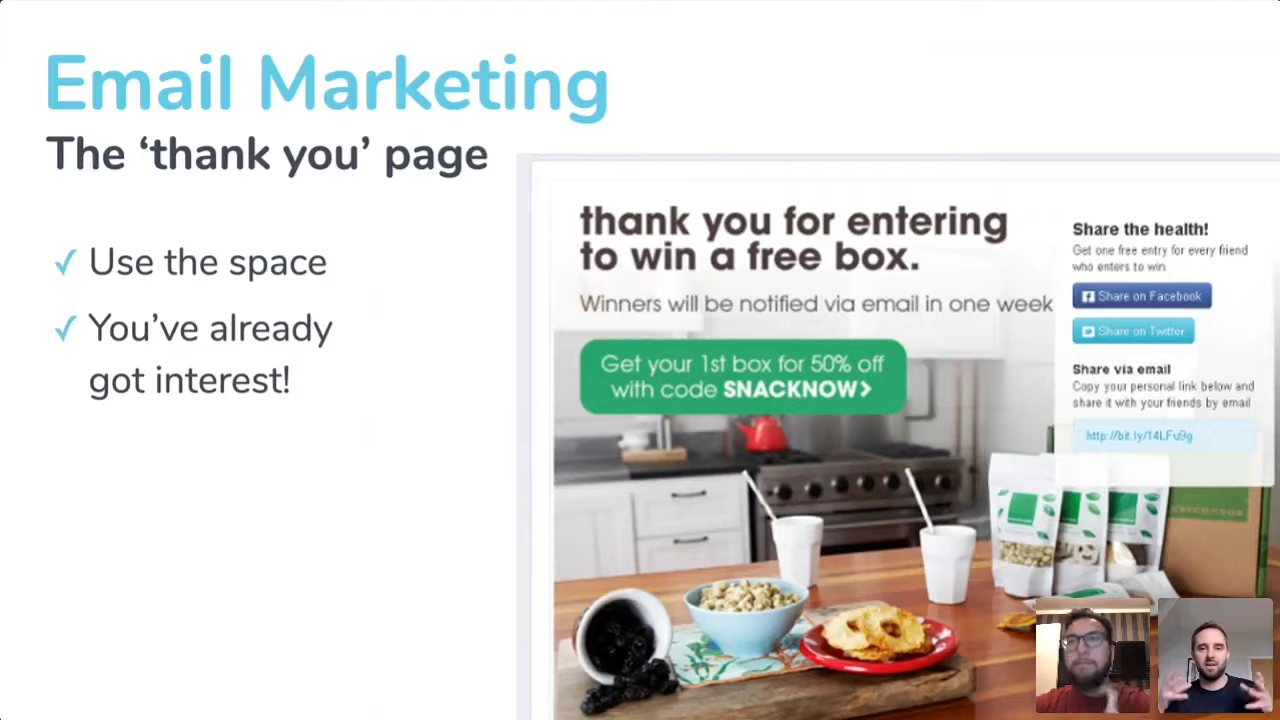 Email Marketing
The ‘thank you’ page
✓ Use the space
✓ You’ve already
got interest!
thank you for entering
to win a free box.
Winners will be notified via email in one week
Get your 1st box for 50% off
with code SNACKNOW>
Share the health!
Get one free entry for every friend
who enters to win.
Share on Facebook
Share on Twitter
Share via email
Copy your personal link below and
share it with your friends by email
http://bit.ly/14LFu9g